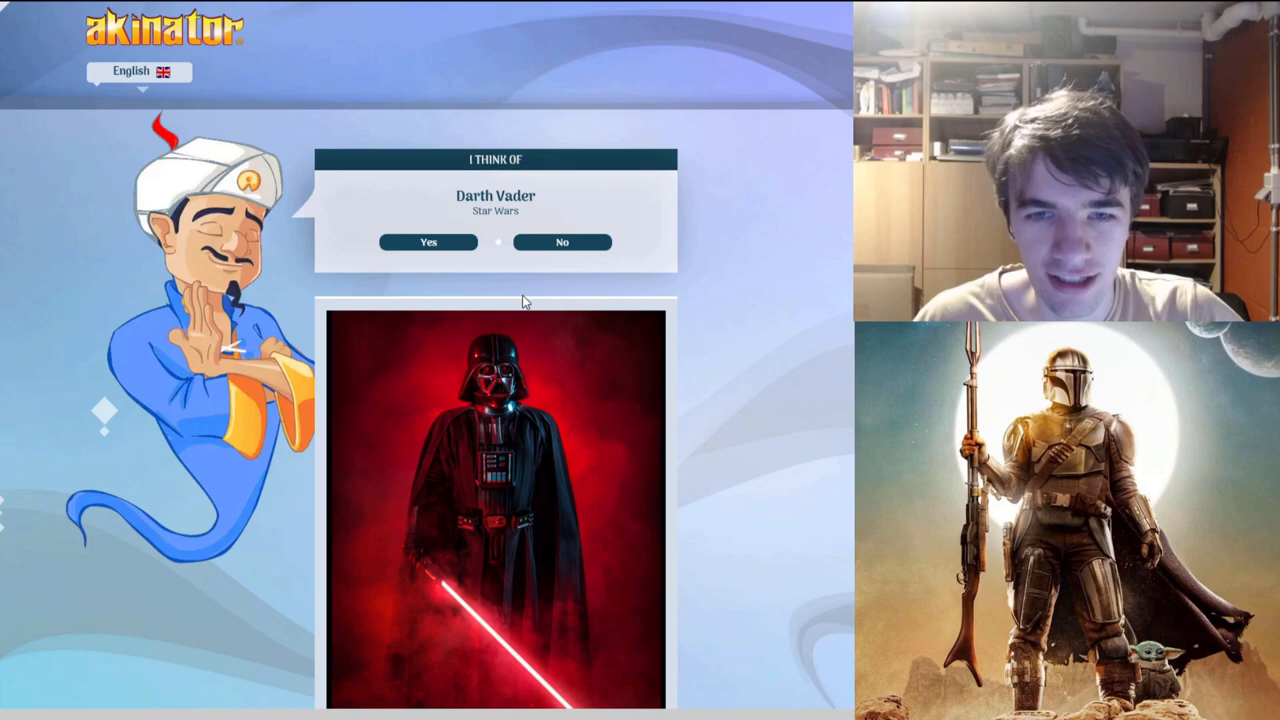 akinator
English
I THINK OF
Darth Vader
Star Wars
Yes
No